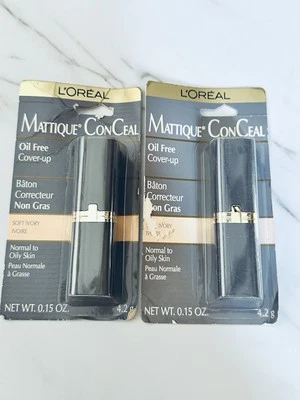 L'ORÉAL
MATTIQUE® CONCEAL
Oil Free
Cover-up
Bâton
Correcteur
Non Gras
SOFT IVORY
IVOIRE
Normal to
Oily Skin
Peau Normale
à Grasse
NET WT. 0.15 OZ. 4.2 g
L'ORÉAL
MATTIQUE® CONCEAL
Oil Free
Cover-up
Bâton
Correcteur
Non Gras
IVORY
Normal to
Oily Skin
Peau Normale
à Grasse
NET WT. 0.15 OZ. 4.2 g